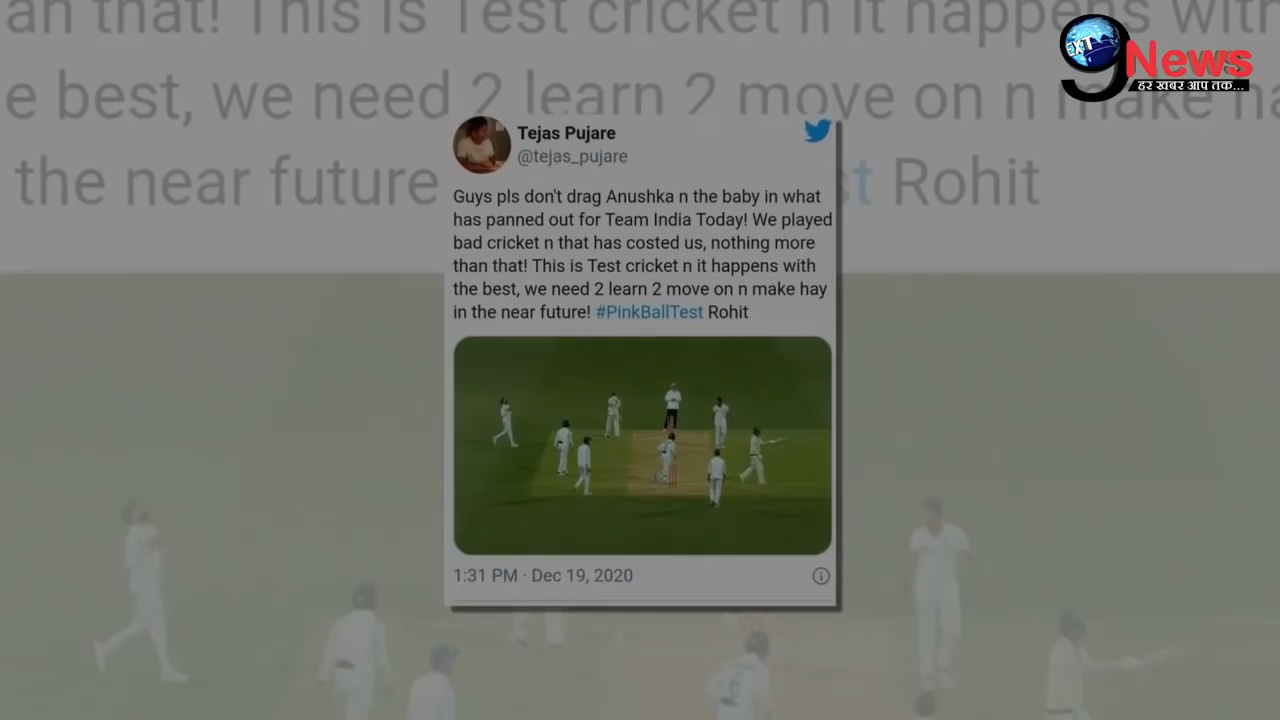 an that! This is Test cricket n it happens with
e best, we need 2 learn 2 move on n make ha
the near future!
st Rohit
9
EXT
News
हर खबर आप तक...
Tejas Pujare
@tejas_pujare
Guys pls don't drag Anushka n the baby in what
has panned out for Team India Today! We played
bad cricket n that has costed us, nothing more
than that! This is Test cricket n it happens with
the best, we need 2 learn 2 move on n make hay
in the near future! #PinkBallTest Rohit
1:31 PM · Dec 19, 2020